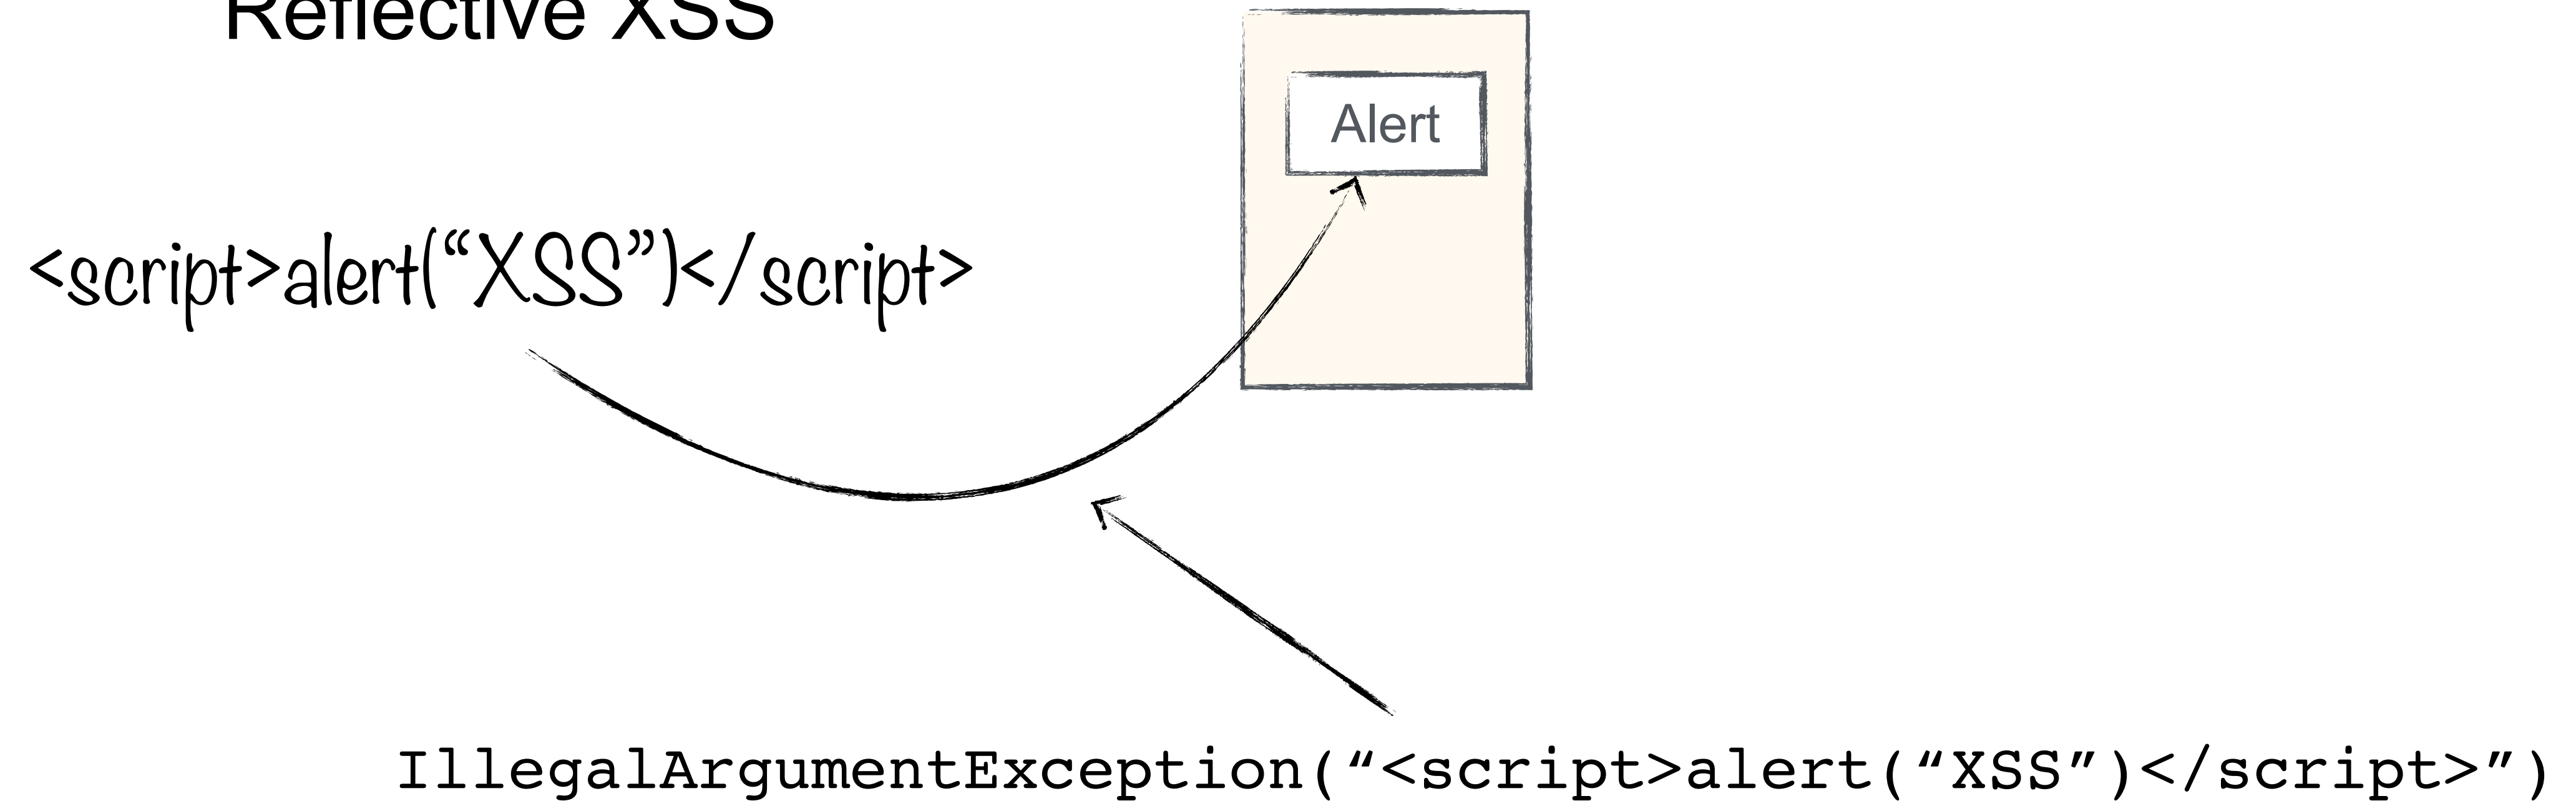 Reflective XSS
Alert
<script>alert(“XSS”)</script>
IllegalArgumentException(“<script>alert(“XSS”)</script>”)